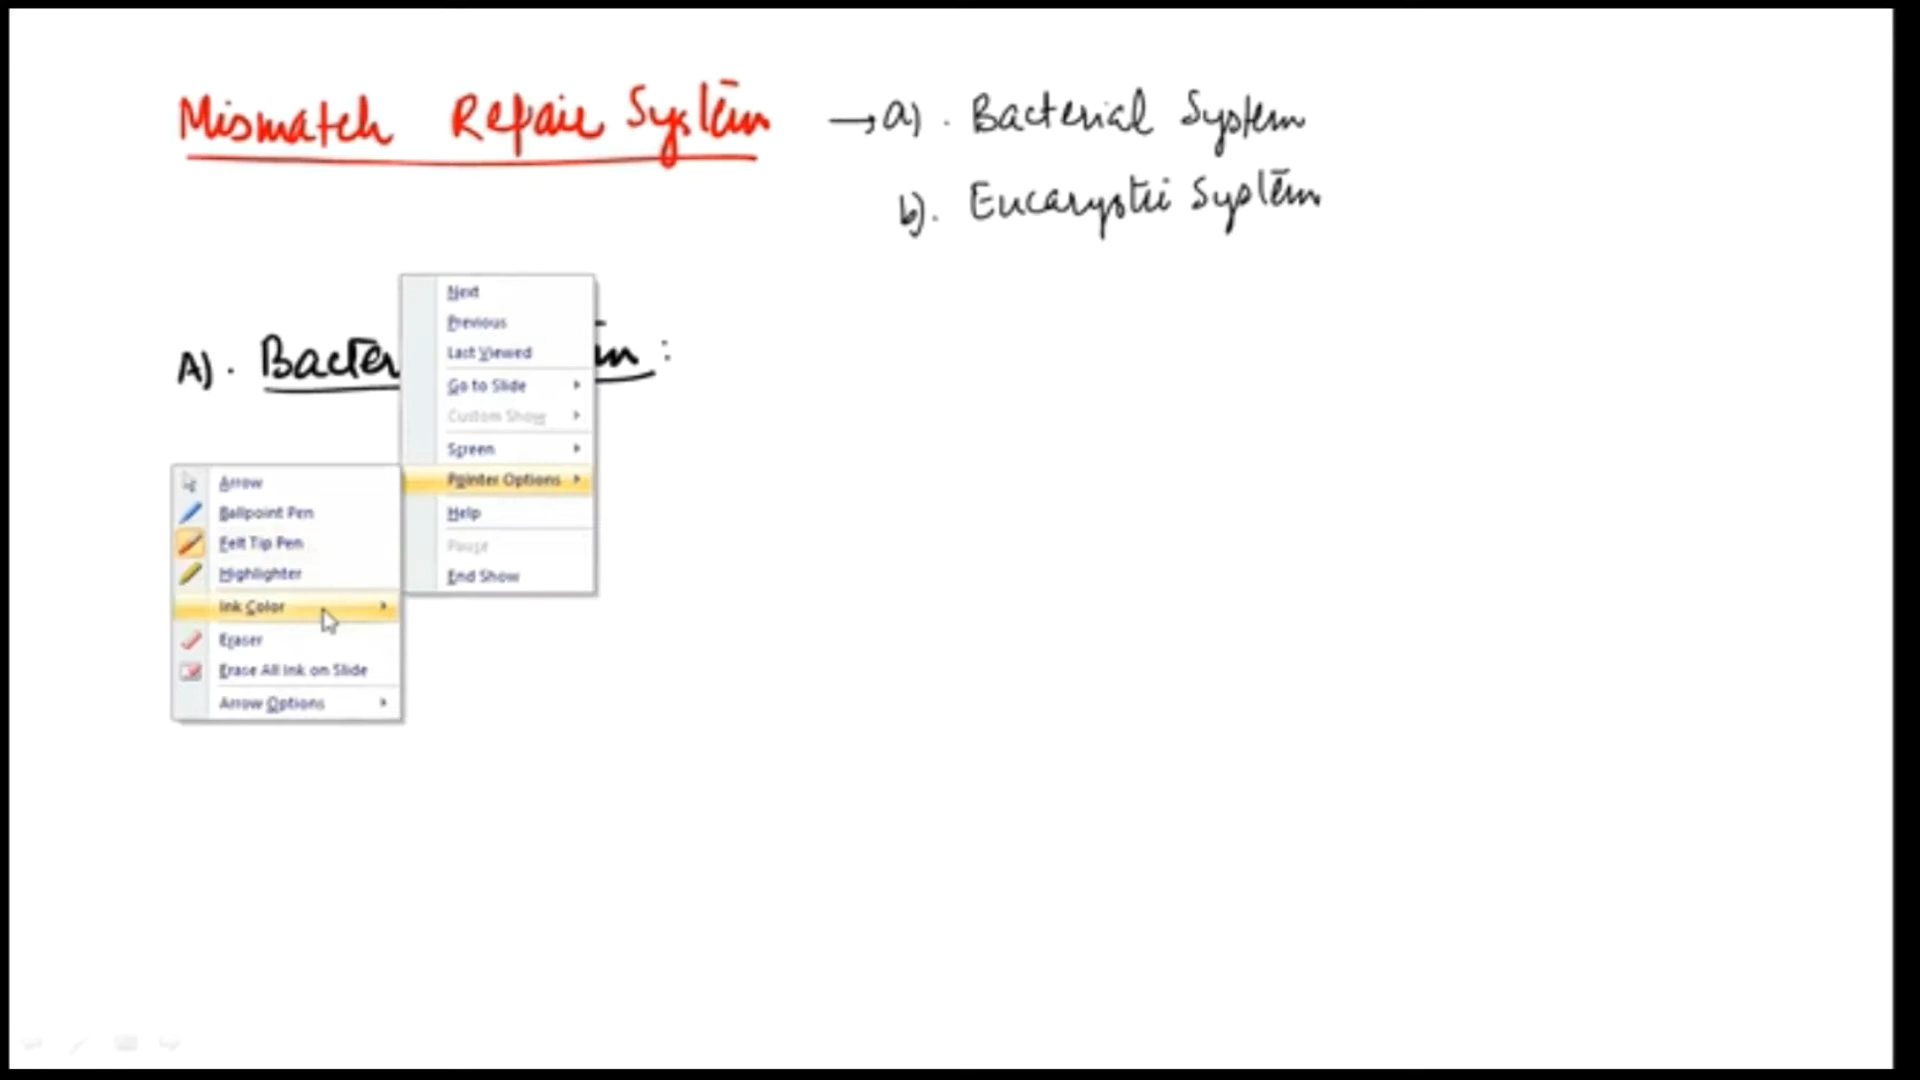 Mismatch Repair System → a). Bacterial System
b). Eucaryotic System
Next
Previous
Last Viewed
A). Bacter m :
Go to Slide
Custom Show
Screen
Pointer Options
Help
Pause
End Show
Arrow
Ballpoint Pen
Felt Tip Pen
Highlighter
Ink Color
Eraser
Erase All Ink on Slide
Arrow Options